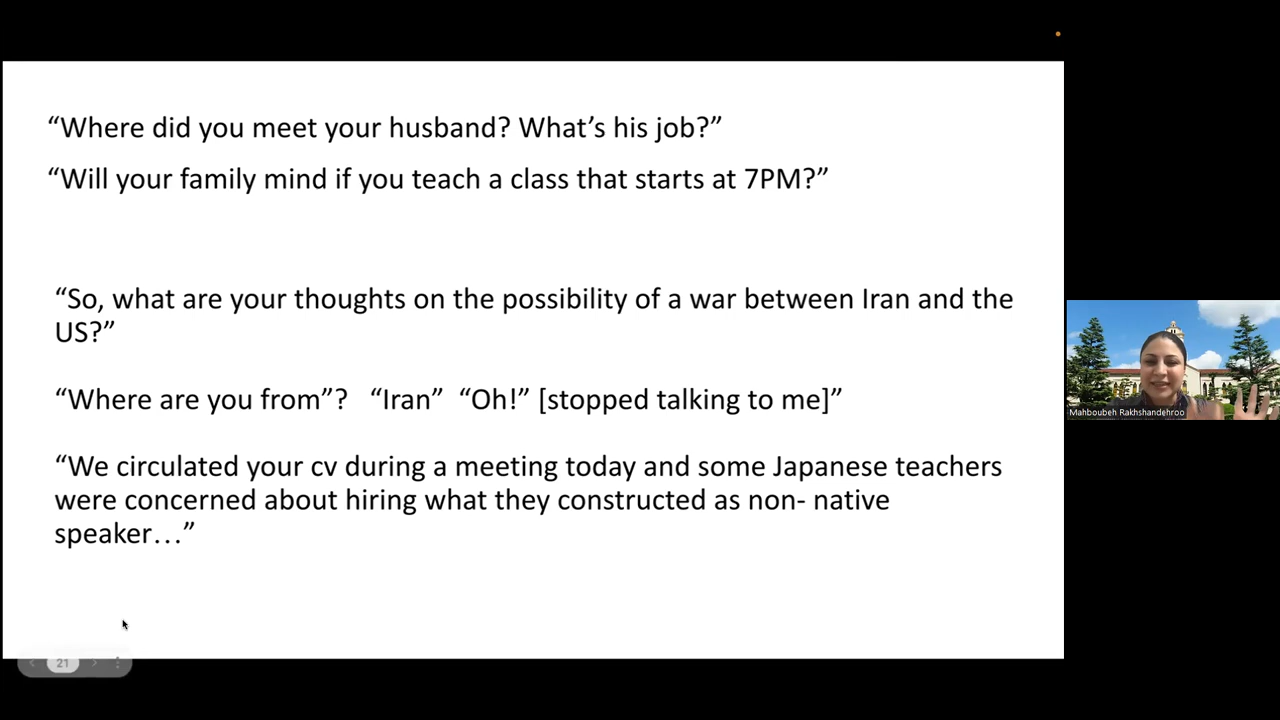 “Where did you meet your husband? What’s his job?”
“Will your family mind if you teach a class that starts at 7PM?”
“So, what are your thoughts on the possibility of a war between Iran and the
US?”
“Where are you from”? “Iran” “Oh!” [stopped talking to me]”
“We circulated your cv during a meeting today and some Japanese teachers
were concerned about hiring what they constructed as non- native
speaker…”
Mahboubeh Rakhshandehroo
21